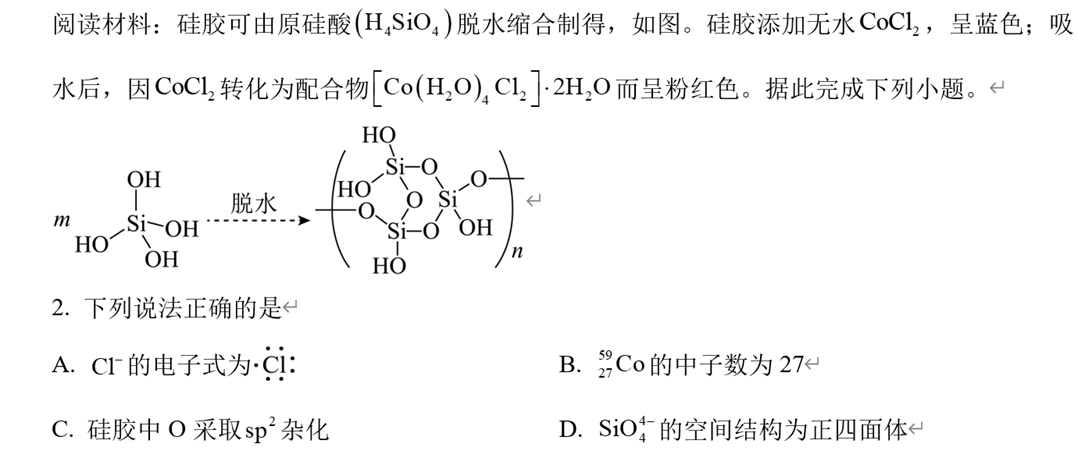 阅读材料：硅胶可由原硅酸(H₄SiO₄)脱水缩合制得，如图。硅胶添加无水CoCl₂，呈蓝色；吸
水后，因CoCl₂转化为配合物[Co(H₂O)₄Cl₂]·2H₂O而呈粉红色。据此完成下列小题。↵
m
OH
Si
OH
HO
OH
脱水
HO
Si
O
HO
O
O
Si
O
OH
Si
O
HO
n
↵
2. 下列说法正确的是↵
A. Cl⁻的电子式为·C̈l: B. ⁵⁹₂₇Co的中子数为 27↵
C. 硅胶中 O 采取sp²杂化 D. SiO₄⁴⁻的空间结构为正四面体↵